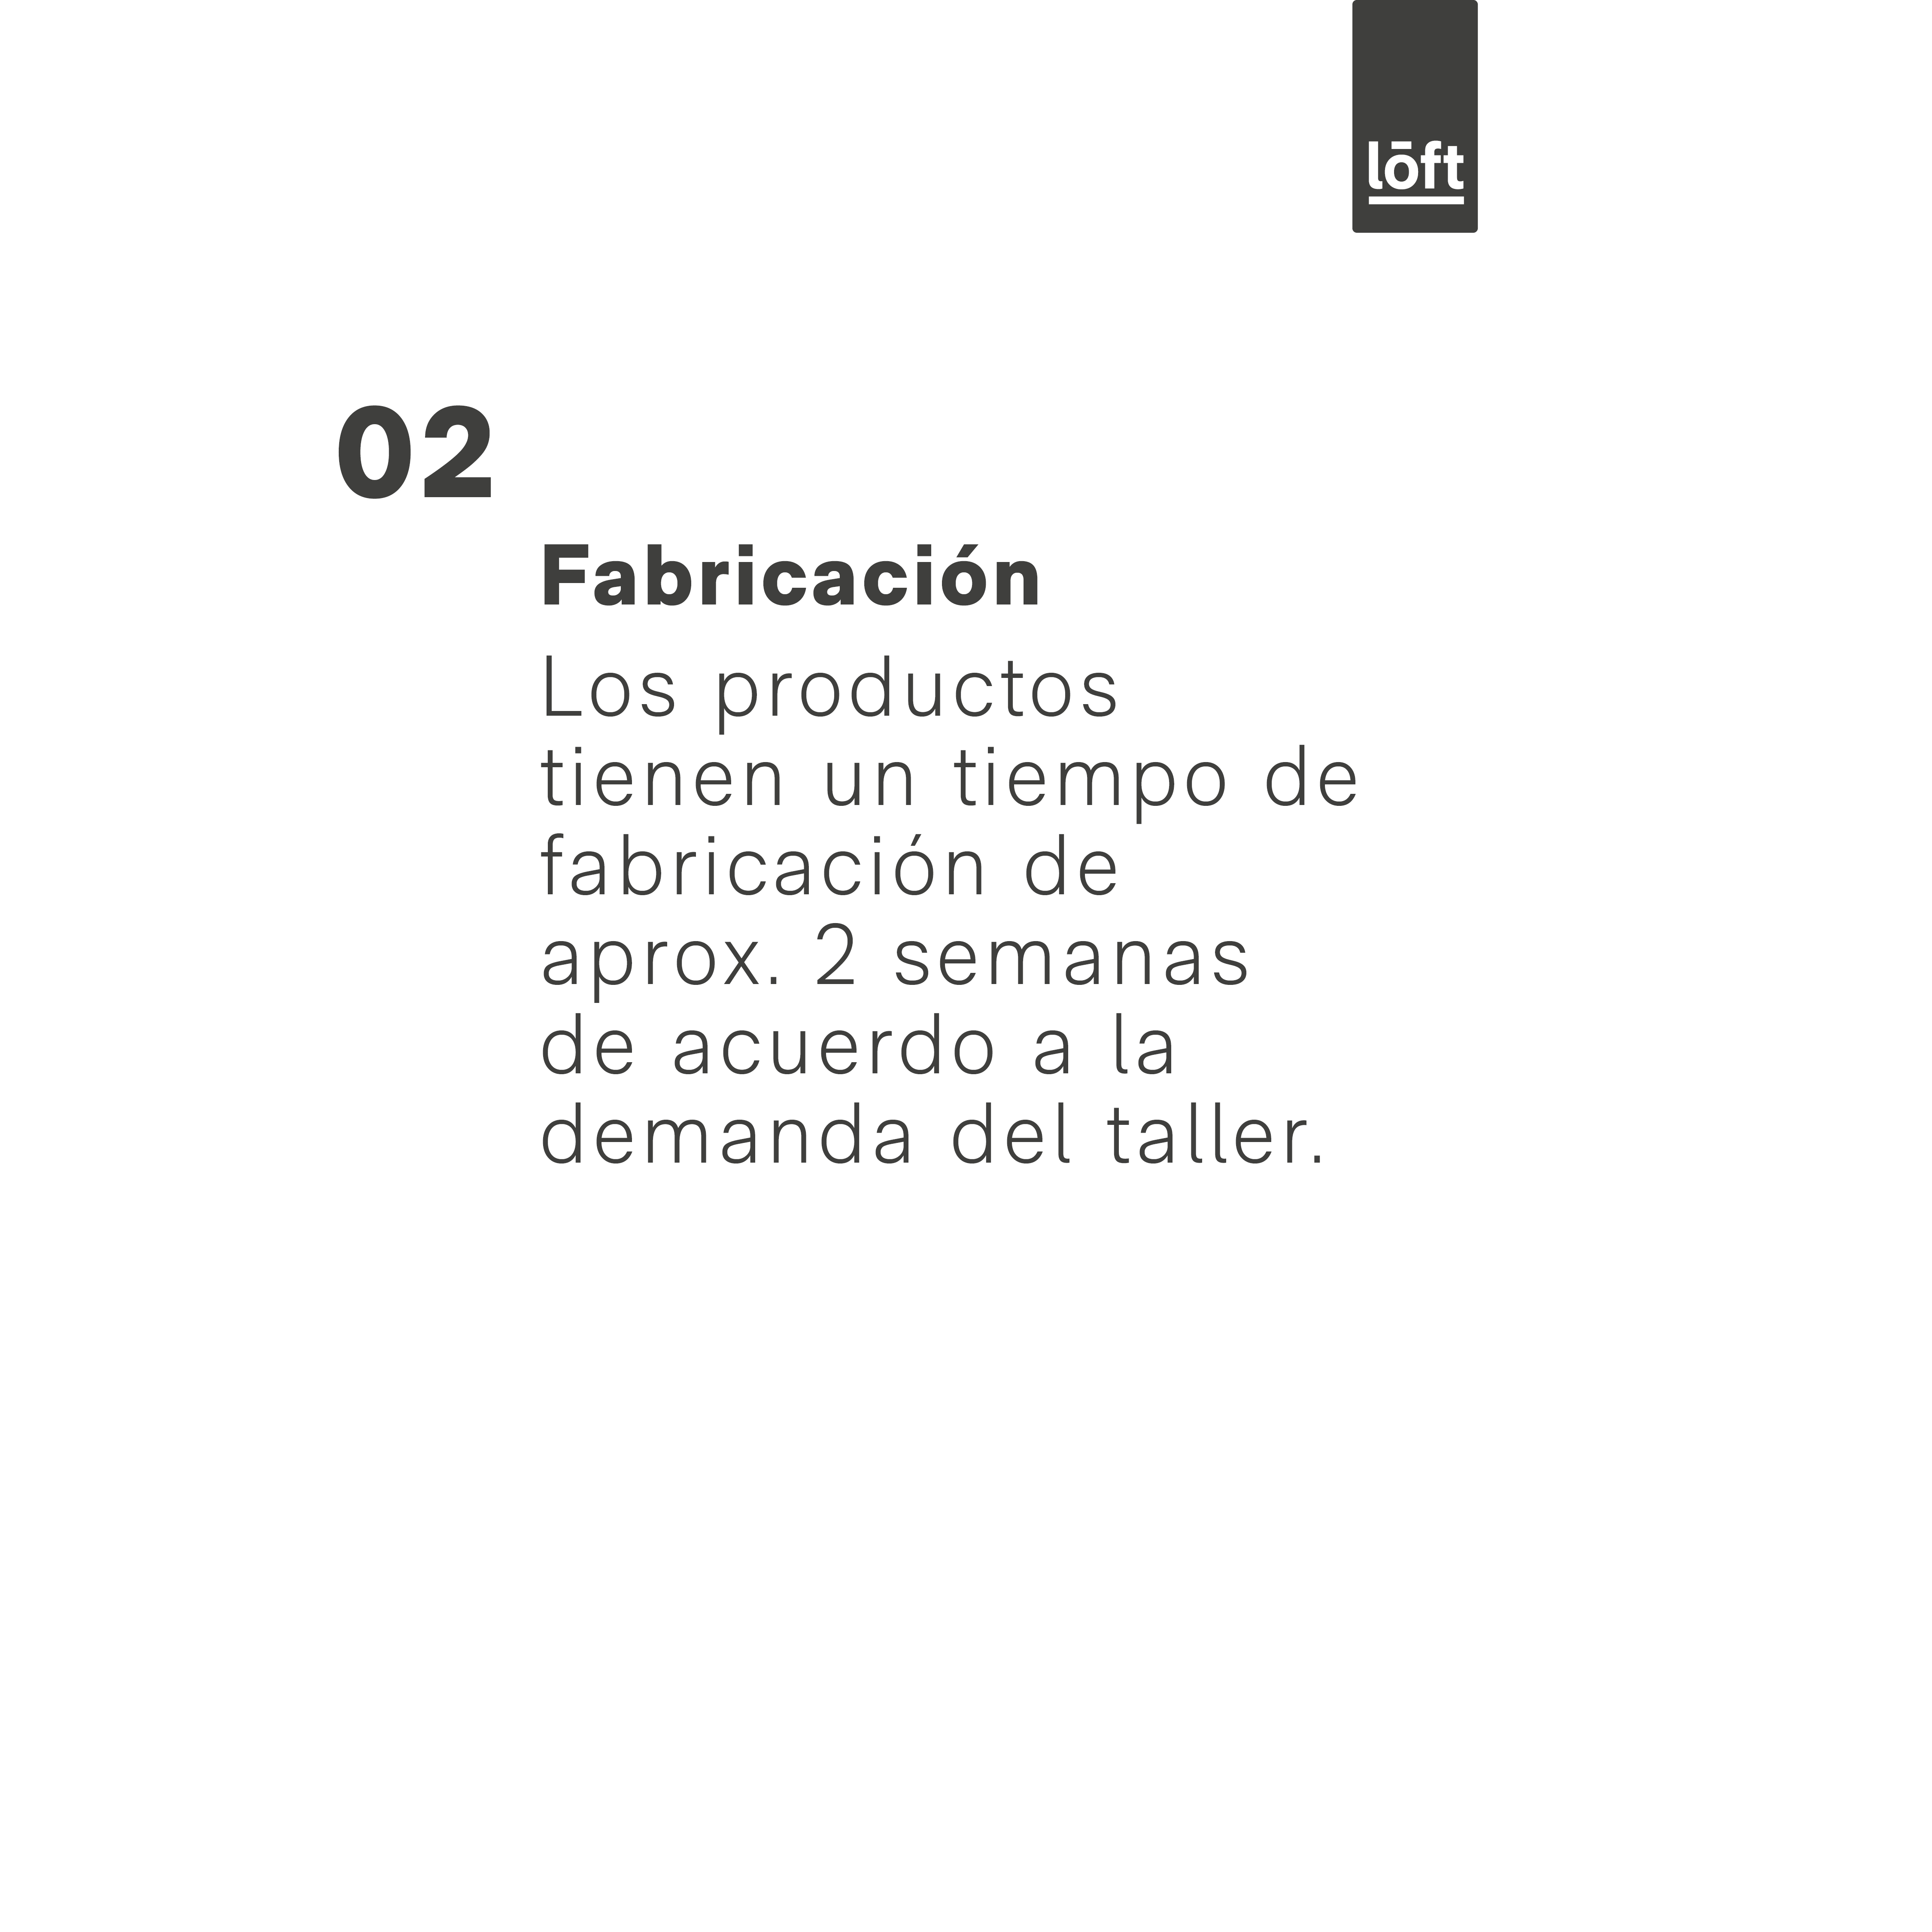 lōft
02
Fabricación
Los productos
tienen un tiempo de
fabricación de
aprox. 2 semanas
de acuerdo a la
demanda del taller.